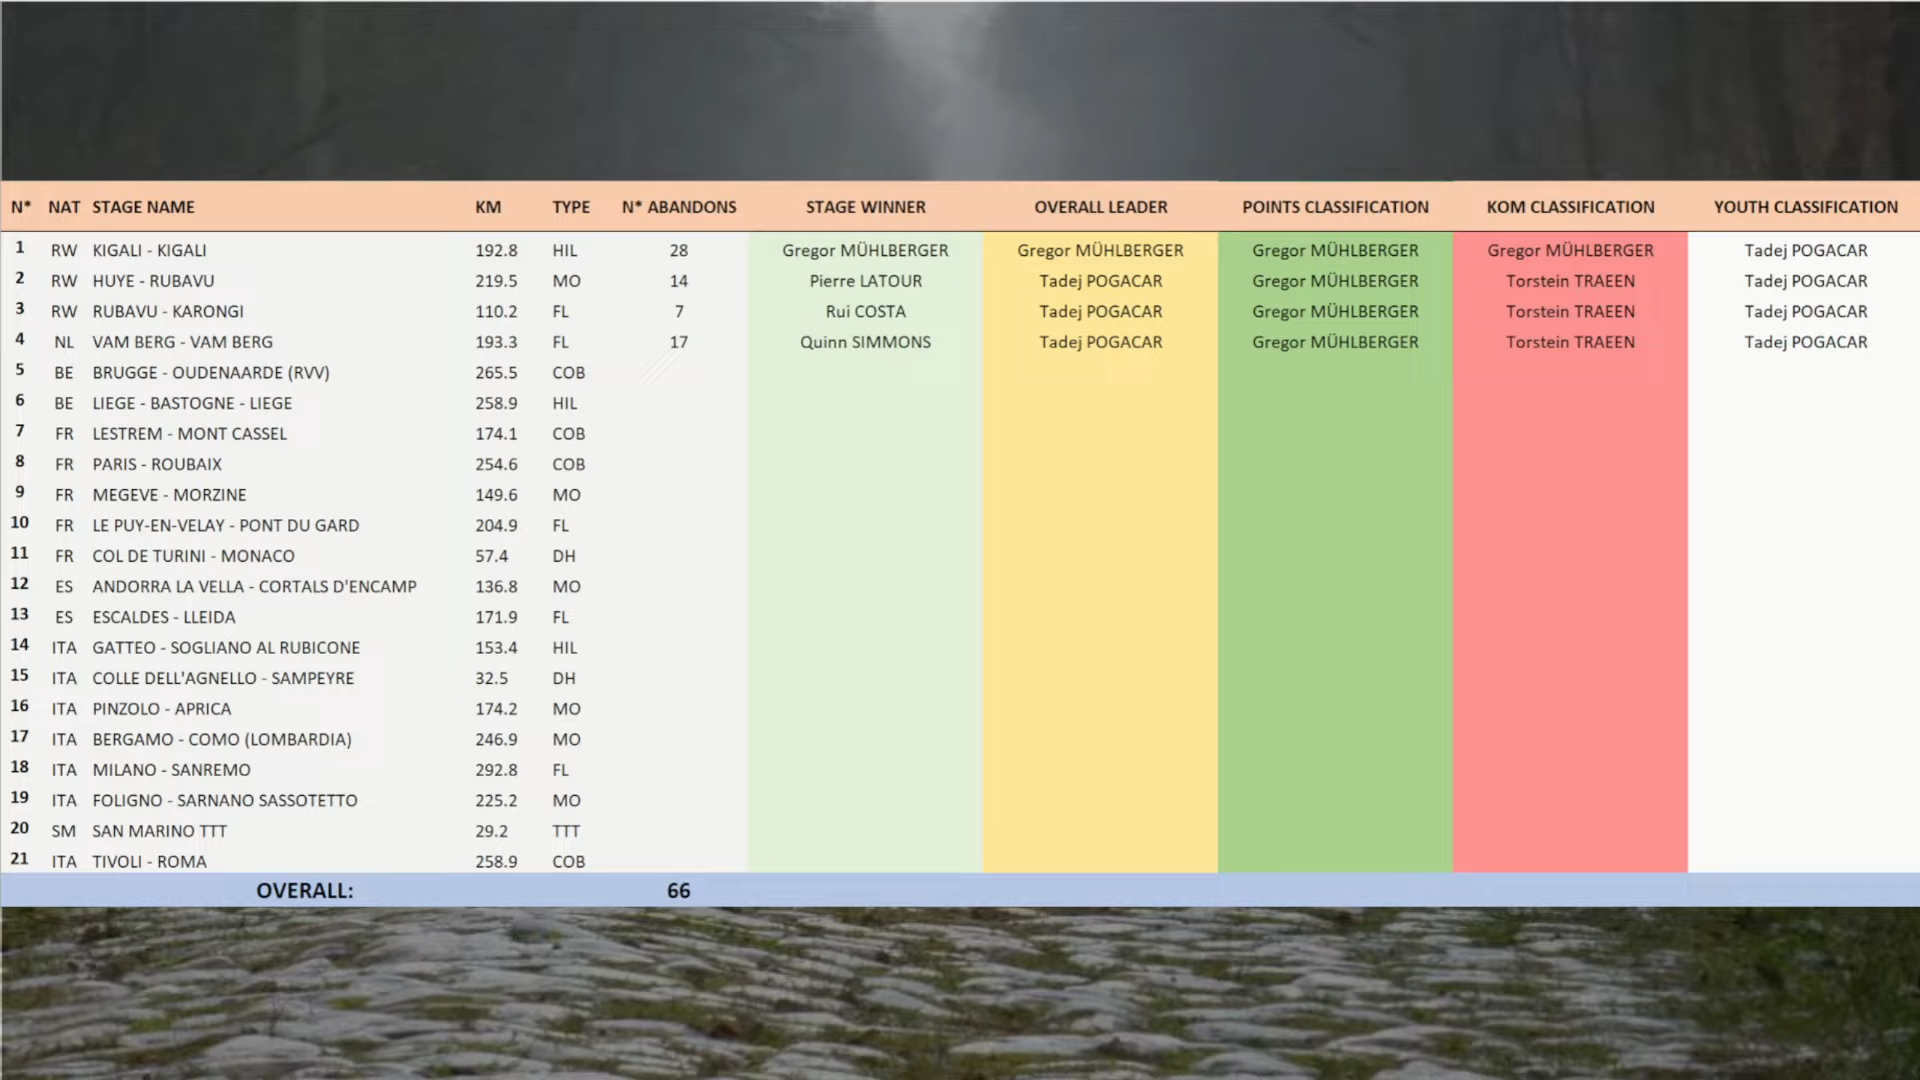 N* NAT STAGE NAME KM TYPE N* ABANDONS STAGE WINNER OVERALL LEADER POINTS CLASSIFICATION KOM CLASSIFICATION YOUTH CLASSIFICATION
1 RW KIGALI - KIGALI 192.8 HIL 28 Gregor MÜHLBERGER Gregor MÜHLBERGER Gregor MÜHLBERGER Gregor MÜHLBERGER Tadej POGACAR
2 RW HUYE - RUBAVU 219.5 MO 14 Pierre LATOUR Tadej POGACAR Gregor MÜHLBERGER Torstein TRAEEN Tadej POGACAR
3 RW RUBAVU - KARONGI 110.2 FL 7 Rui COSTA Tadej POGACAR Gregor MÜHLBERGER Torstein TRAEEN Tadej POGACAR
4 NL VAM BERG - VAM BERG 193.3 FL 17 Quinn SIMMONS Tadej POGACAR Gregor MÜHLBERGER Torstein TRAEEN Tadej POGACAR
5 BE BRUGGE - OUDENAARDE (RVV) 265.5 COB
6 BE LIEGE - BASTOGNE - LIEGE 258.9 HIL
7 FR LESTREM - MONT CASSEL 174.1 COB
8 FR PARIS - ROUBAIX 254.6 COB
9 FR MEGEVE - MORZINE 149.6 MO
10 FR LE PUY-EN-VELAY - PONT DU GARD 204.9 FL
11 FR COL DE TURINI - MONACO 57.4 DH
12 ES ANDORRA LA VELLA - CORTALS D'ENCAMP 136.8 MO
13 ES ESCALDES - LLEIDA 171.9 FL
14 ITA GATTEO - SOGLIANO AL RUBICONE 153.4 HIL
15 ITA COLLE DELL'AGNELLO - SAMPEYRE 32.5 DH
16 ITA PINZOLO - APRICA 174.2 MO
17 ITA BERGAMO - COMO (LOMBARDIA) 246.9 MO
18 ITA MILANO - SANREMO 292.8 FL
19 ITA FOLIGNO - SARNANO SASSOTETTO 225.2 MO
20 SM SAN MARINO TTT 29.2 TTT
21 ITA TIVOLI - ROMA 258.9 COB
OVERALL: 66